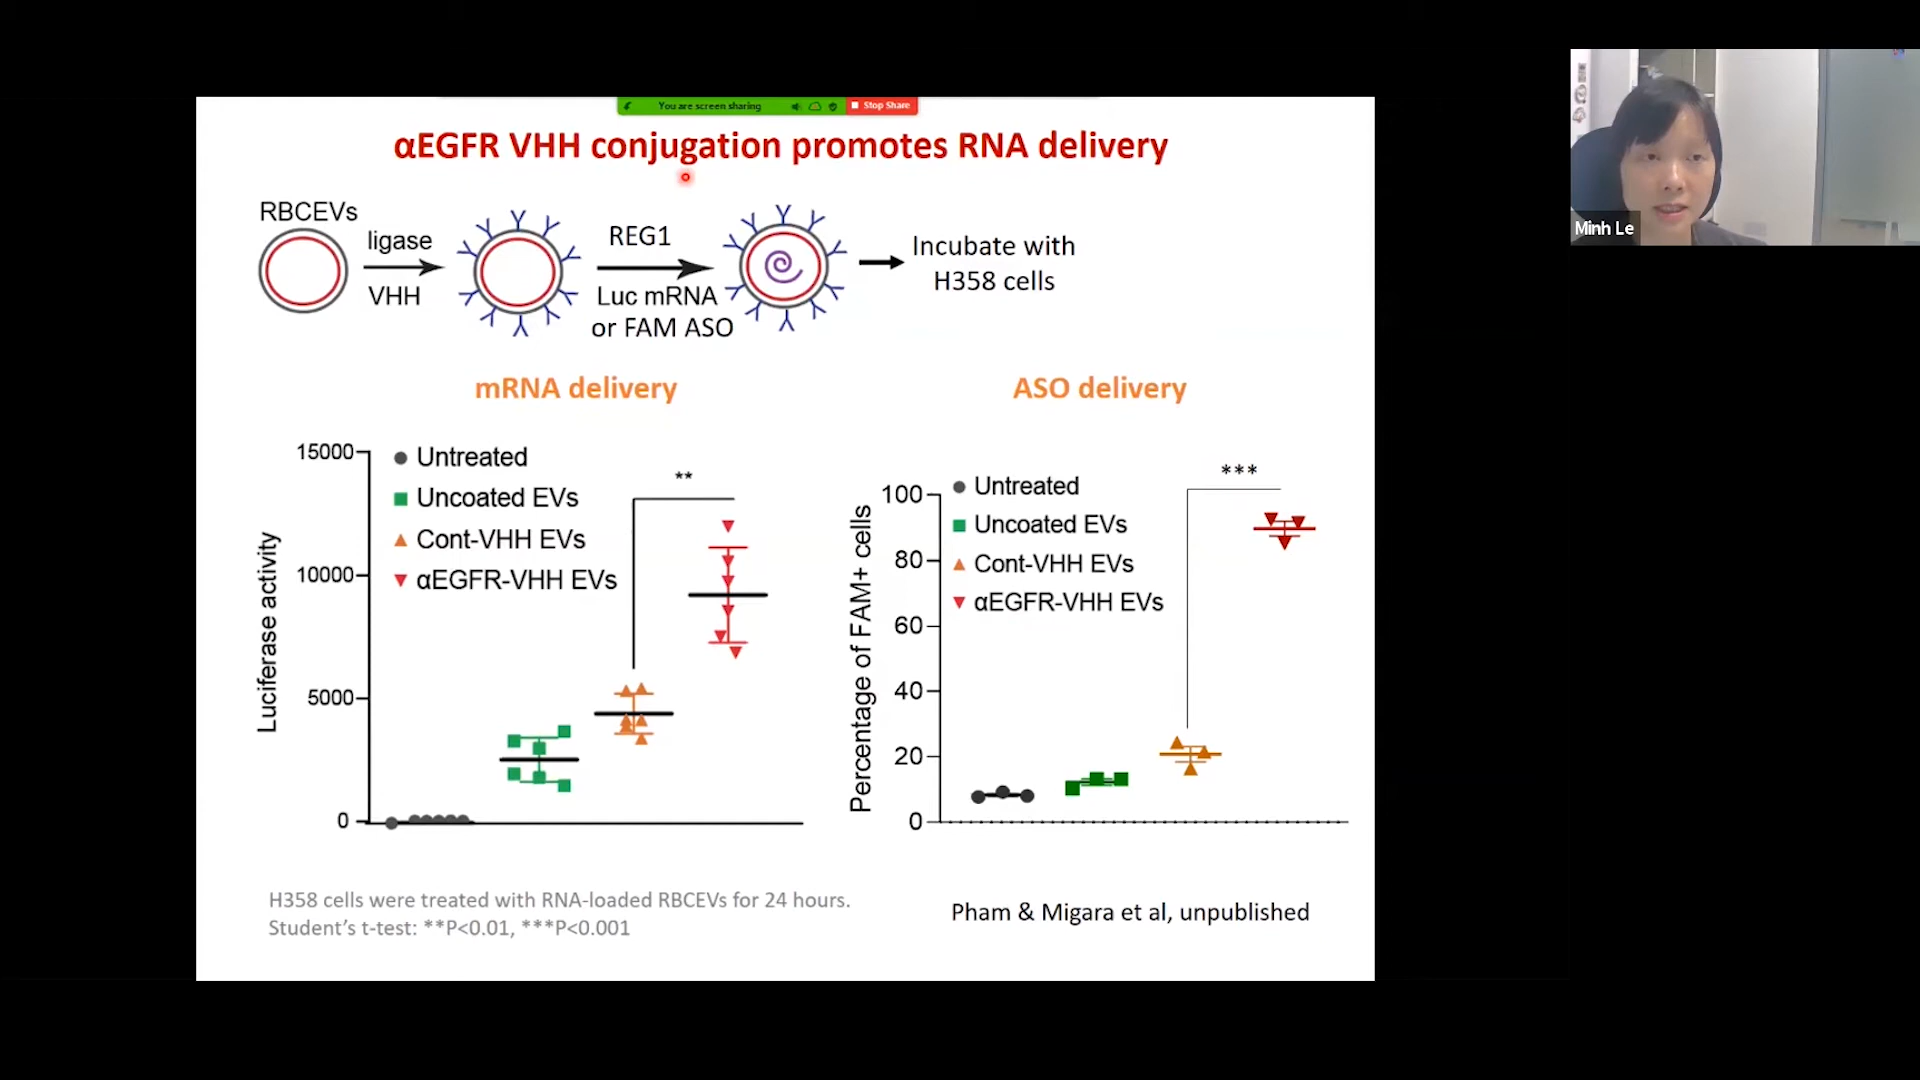 You are screen sharing
Stop Share
αEGFR VHH conjugation promotes RNA delivery
RBCEVs
ligase
VHH
REG1
Luc mRNA
or FAM ASO
Incubate with
H358 cells
Minh Le
mRNA delivery
Luciferase activity
15000
10000
5000
0
Untreated
Uncoated EVs
Cont-VHH EVs
αEGFR-VHH EVs
**
ASO delivery
Percentage of FAM+ cells
100
80
60
40
20
0
Untreated
Uncoated EVs
Cont-VHH EVs
αEGFR-VHH EVs
***
H358 cells were treated with RNA-loaded RBCEVs for 24 hours.
Student's t-test: **P<0.01, ***P<0.001
Pham & Migara et al, unpublished